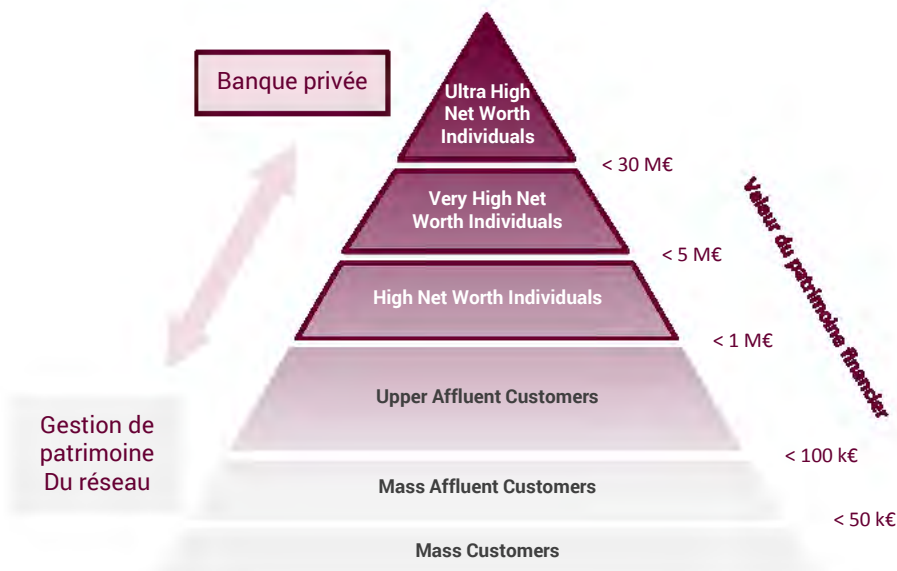 Banque privée
Ultra High
Net Worth
Individuals
< 30 M€
Very High Net
Worth Individuals
< 5 M€
High Net Worth Individuals
< 1 M€
Valeur du patrimoine financier
Upper Affluent Customers
Gestion de
patrimoine
Du réseau
< 100 k€
Mass Affluent Customers
< 50 k€
Mass Customers